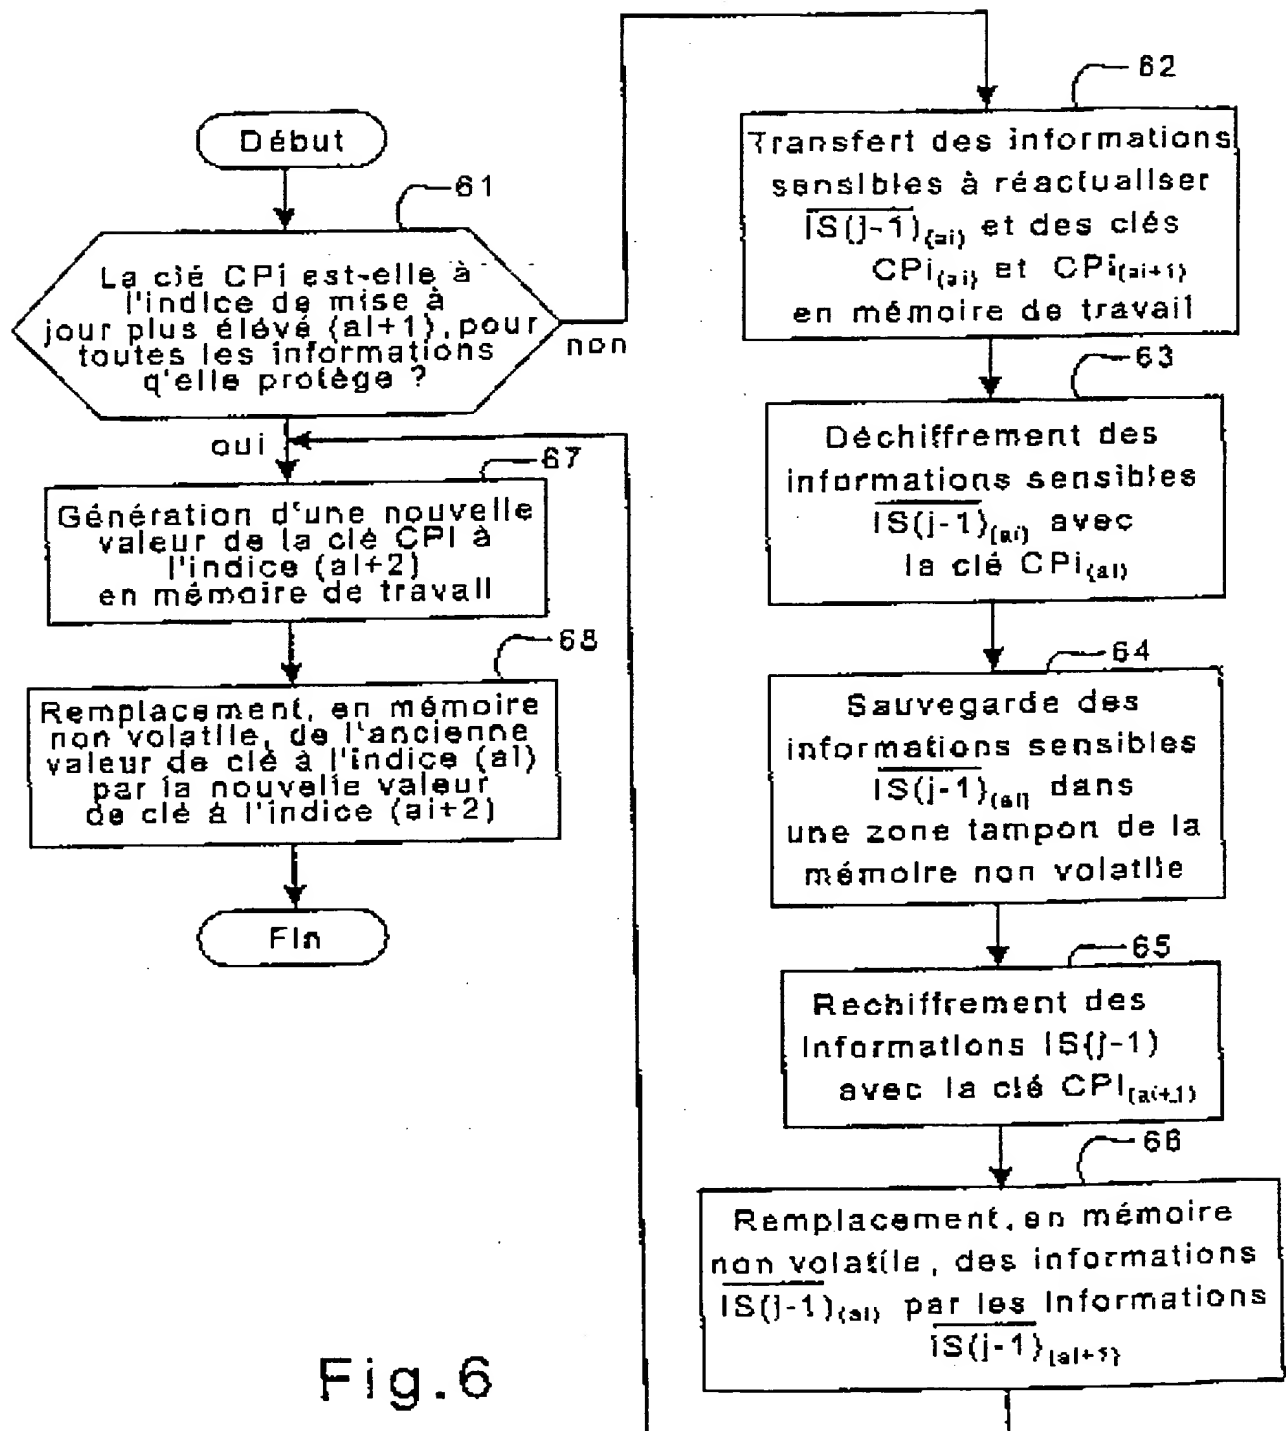 Début
61
La clé CPi est-elle à
l'indice de mise à
jour plus élévé (ai+1), pour
toutes les informations
q'elle protège ?
non
oui
67
Génération d'une nouvelle
valeur de la clé CPi à
l'indice (ai+2)
en mémoire de travail
68
Remplacement, en mémoire
non volatile, de l'ancienne
valeur de clé à l'indice (ai)
par la nouvelle valeur
de clé à l'indice (ai+2)
Fin
62
Transfert des informations
sensibles à réactualiser
IS(j-1)(ai) et des clés
CPi(ai) et CPi(ai+1)
en mémoire de travail
63
Déchiffrement des
informations sensibles
IS(j-1)(ai) avec
la clé CPi(ai)
64
Sauvegarde des
informations sensibles
IS(j-1)(ai) dans
une zone tampon de la
mémoire non volatile
65
Rechiffrement des
informations IS(j-1)
avec la clé CPi(ai+1)
66
Remplacement, en mémoire
non volatile, des informations
IS(j-1)(ai) par les informations
IS(j-1)(ai+1)
Fig.6